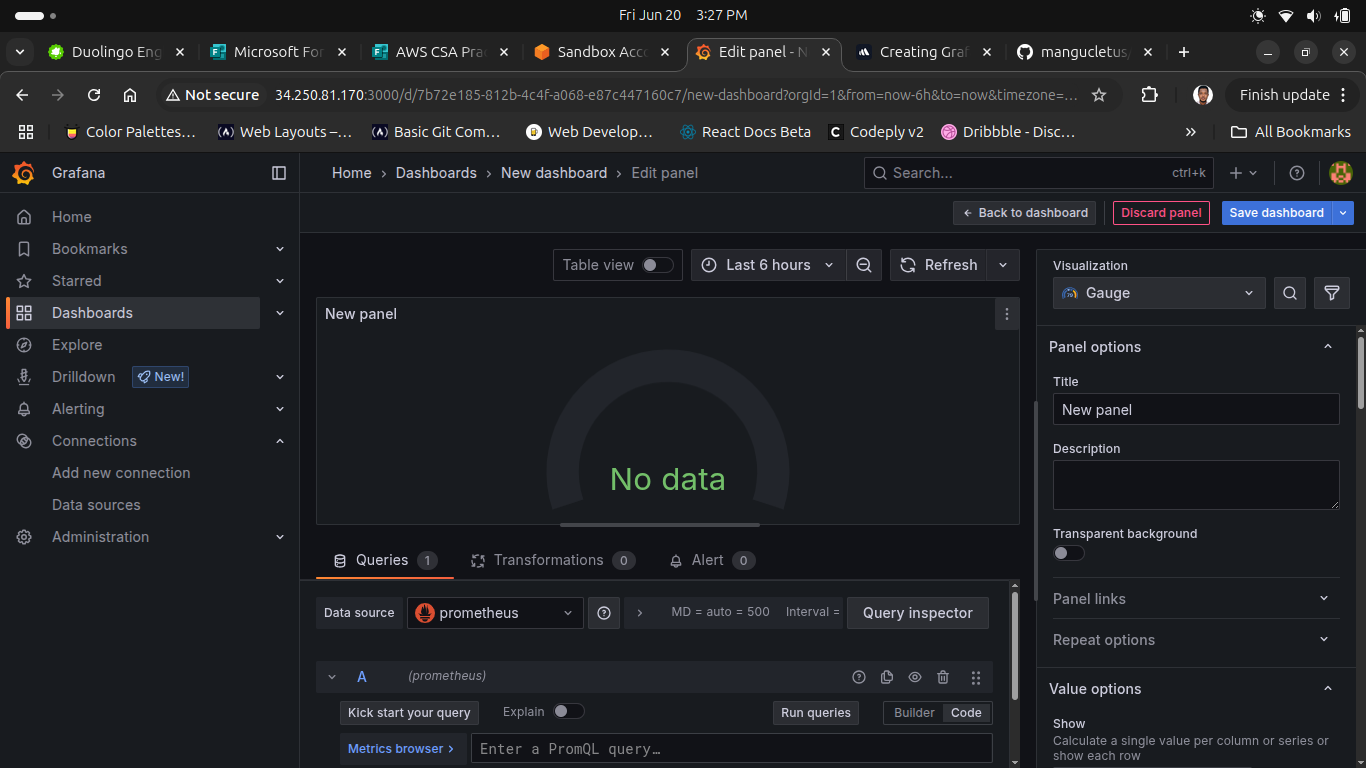 Fri Jun 20 3:27 PM
Duolingo Eng
Microsoft For
AWS CSA Prac
Sandbox Acco
Edit panel - N
Creating Graf
mangucletus
Not secure
34.250.81.170:3000/d/7b72e185-812b-4c4f-a068-e87c447160c7/new-dashboard?orgId=1&from=now-6h&to=now&timezone=…
Finish update
Color Palettes…
Web Layouts –…
Basic Git Com…
Web Develop…
React Docs Beta
Codeply v2
Dribbble - Disc…
All Bookmarks
Grafana
Home › Dashboards › New dashboard › Edit panel
Search... ctrl+k
Back to dashboard
Discard panel
Save dashboard
Home
Bookmarks
Starred
Dashboards
Explore
Drilldown New!
Alerting
Connections
Add new connection
Data sources
Administration
Table view
Last 6 hours
Refresh
New panel
No data
Queries 1
Transformations 0
Alert 0
Data source
prometheus
MD = auto = 500 Interval =
Query inspector
A (prometheus)
Kick start your query
Explain
Run queries
Builder
Code
Metrics browser ›
Enter a PromQL query…
Visualization
79
Gauge
Panel options
Title
New panel
Description
Transparent background
Panel links
Repeat options
Value options
Show
Calculate a single value per column or series or
show each row